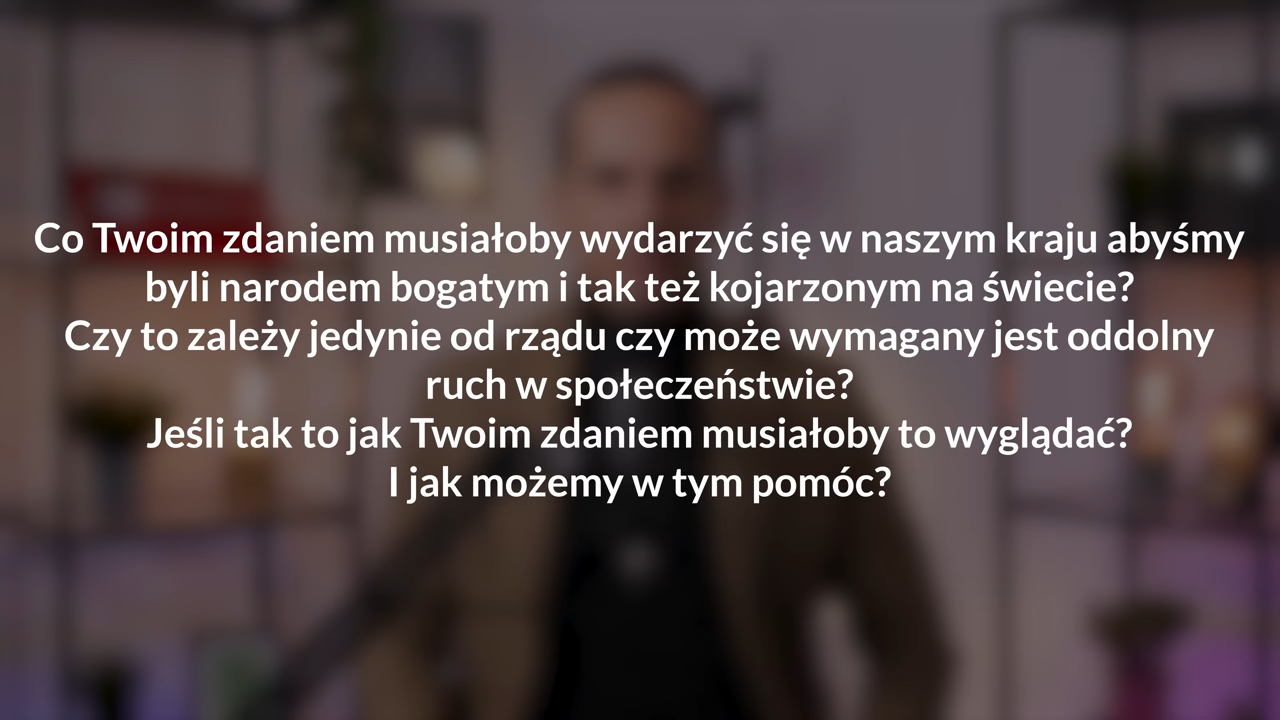 Co Twoim zdaniem musiałoby wydarzyć się w naszym kraju abyśmy
byli narodem bogatym i tak też kojarzonym na świecie?
Czy to zależy jedynie od rządu czy może wymagany jest oddolny
ruch w społeczeństwie?
Jeśli tak to jak Twoim zdaniem musiałoby to wyglądać?
I jak możemy w tym pomóc?